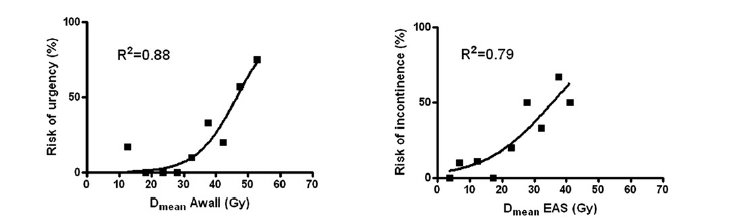 100
50
0
Risk of urgency (%)
R²=0.88
0 10 20 30 40 50 60 70
Dmean Awall (Gy)
100
50
0
Risk of incontinence (%)
R²=0.79
0 10 20 30 40 50 60 70
Dmean EAS (Gy)